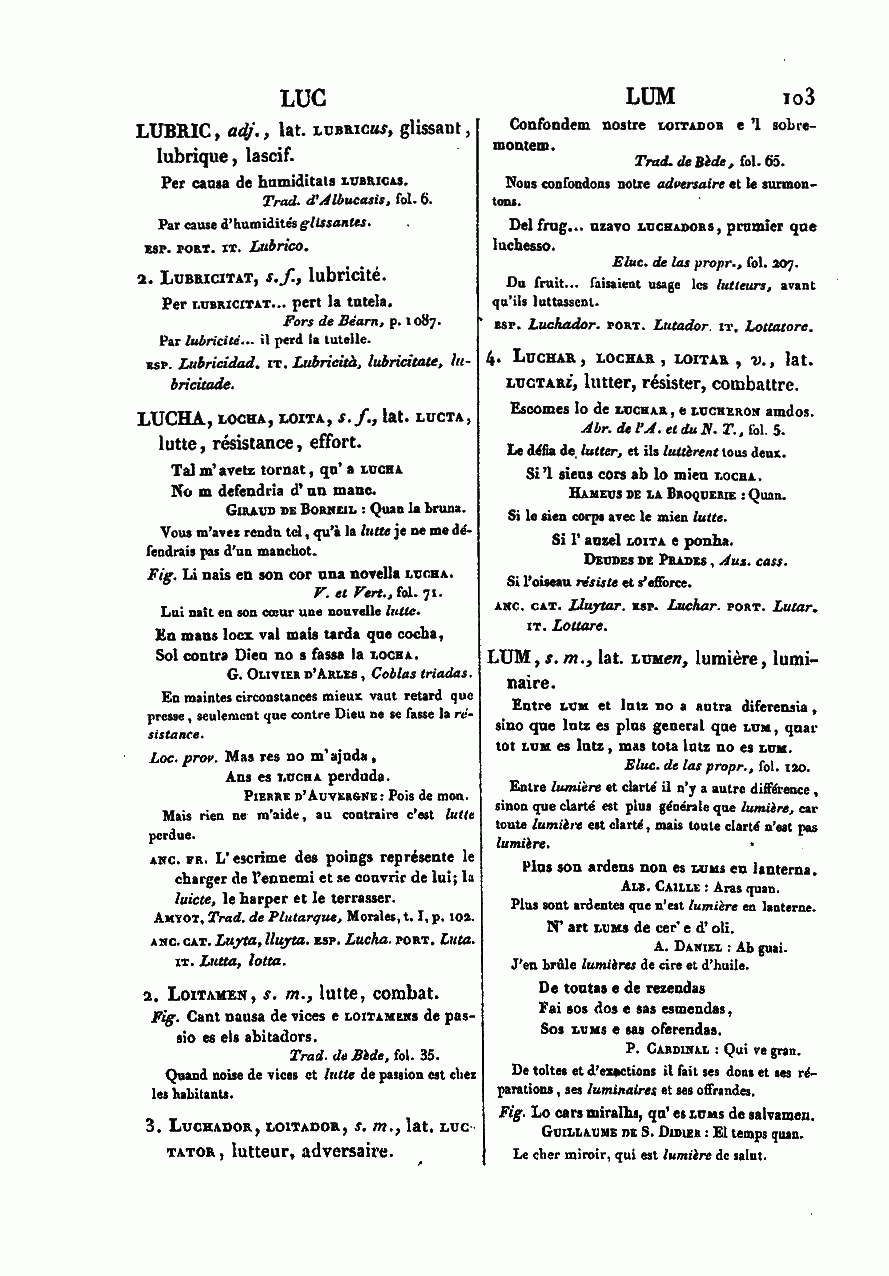 LUC
LUM
103
LUBRIC, adj., lat. LUBRICus, glissant,
lubrique, lascif.
Per causa de humiditats LUBRICAS.
Trad. d'Albucasis, fol. 6.
Par cause d'humidités glissantes.
ESP. PORT. IT. Lubrico.
2. LUBRICITAT, s. f., lubricité.
Per LUBRICITAT... pert la tutela.
Fors de Béarn, p. 1087.
Par lubricité... il perd la tutelle.
ESP. Lubricidad. IT. Lubricità, lubricitate, lu-
bricitade.
LUCHA, LOCHA, LOITA, s. f., lat. LUCTA,
lutte, résistance, effort.
Tal m'avetz tornat, qu'a LUCHA
No m defendria d'un manc.
GIRAUD DE BORNEIL : Quan la bruna.
Vous m'avez rendu tel, qu'à la lutte je ne me dé-
fendrais pas d'un manchot.
Fig. Li nais en son cor una novella LUCHA.
V. et Vert., fol. 71.
Lui naît en son cœur une nouvelle lutte.
En mans locx val mais tarda que cocha,
Sol contra Dieu no s fassa la LOCHA.
G. OLIVIER D'ARLES, Coblas triadas.
En maintes circonstances mieux vaut retard que
presse, seulement que contre Dieu ne se fasse la ré-
sistance.
Loc. prov. Mas res no m'ajuda,
Ans es LUCHA perduda.
PIERRE D'AUVERGNE : Pois de mon.
Mais rien ne m'aide, au contraire c'est lutte
perdue.
ANC. FR. L'escrime des poings représente le
charger de l'ennemi et se couvrir de lui; la
luicte, le harper et le terrasser.
AMYOT, Trad. de Plutarque, Morales, t. I, p. 102.
ANC. CAT. Luyta, lluyta. ESP. Lucha. PORT. Luta.
IT. Lutta, lotta.
2. LOITAMEN, s. m., lutte, combat.
Fig. Cant nausa de vices e LOITAMENS de pas-
sio es els abitadors.
Trad. de Bède, fol. 35.
Quand noise de vices et lutte de passion est chez
les habitants.
3. LUCHADOR, LOITADOR, s. m., lat. LUC-
TATOR, lutteur, adversaire.
Confondem nostre LOITADOR e 'l sobre-
montem.
Trad. de Bède, fol. 65.
Nous confondons notre adversaire et le surmon-
tons.
Del frug... uzavo LUCHADORS, prumier que
luchesso.
Eluc. de las propr., fol. 207.
Du fruit... faisaient usage les lutteurs, avant
qu'ils luttassent.
ESP. Luchador. PORT. Lutador. IT. Lottatore.
4. LUCHAR, LOCHAR, LOITAR, v., lat.
LUCTARi, lutter, résister, combattre.
Escomes lo de LUCHAR, e LUCHERON amdos.
Abr. de l'A. et du N. T., fol. 5.
Le défia de lutter, et ils luttèrent tous deux.
Si 'l sieus cors ab lo mieu LOCHA.
HAMEUS DE LA BROQUERIE : Quan.
Si le sien corps avec le mien lutte.
Si l'auzel LOITA e ponha.
DEUDES DE PRADES, Auz. cass.
Si l'oiseau résiste et s'efforce.
ANC. CAT. Lluytar. ESP. Luchar. PORT. Lutar.
IT. Lottare.
LUM, s. m., lat. LUMen, lumière, lumi-
naire.
Entre LUM et lutz no a autra diferensia,
sino que lutz es plus general que LUM, quar
tot LUM es lutz, mas tota lutz no es LUM.
Eluc. de las propr., fol. 120.
Entre lumière et clarté il n'y a autre différence,
sinon que clarté est plus générale que lumière, car
toute lumière est clarté, mais toute clarté n'est pas
lumière.
Plus son ardens non es LUMS en lanterna.
ALB. CAILLE : Aras quan.
Plus sont ardentes que n'est lumière en lanterne.
N'art LUMS de cer' e d'oli.
A. DANIEL : Ab guai.
J'en brûle lumières de cire et d'huile.
De toutas e de rezendas
Fai sos dos e sas esmendas,
Sos LUMS e sas oferendas.
P. CARDINAL : Qui ve gran.
De toltes et d'exactions il fait ses dons et ses ré-
parations, ses luminaires et ses offrandes.
Fig. Lo cars miralhs, qu'es LUMS de salvamen.
GUILLAUME DE S. DIDIER : El temps quan.
Le cher miroir, qui est lumière de salut.